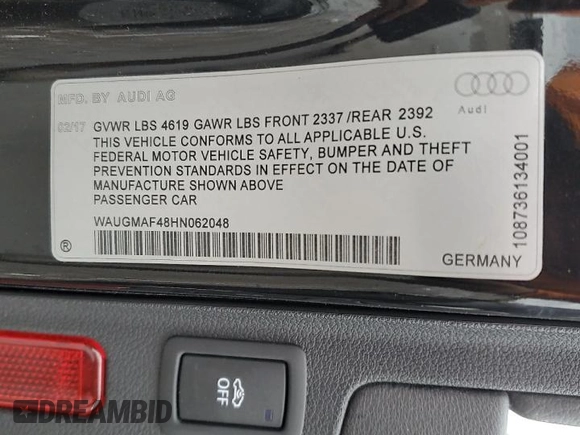 MFD. BY AUDI AG
02/17 GVWR LBS 4619 GAWR LBS FRONT 2337 /REAR 2392
THIS VEHICLE CONFORMS TO ALL APPLICABLE U.S.
FEDERAL MOTOR VEHICLE SAFETY, BUMPER AND THEFT
PREVENTION STANDARDS IN EFFECT ON THE DATE OF
MANUFACTURE SHOWN ABOVE
PASSENGER CAR
WAUGMAF48HN062048
®
Audi
108736134001
GERMANY
OFF
DREAMBID